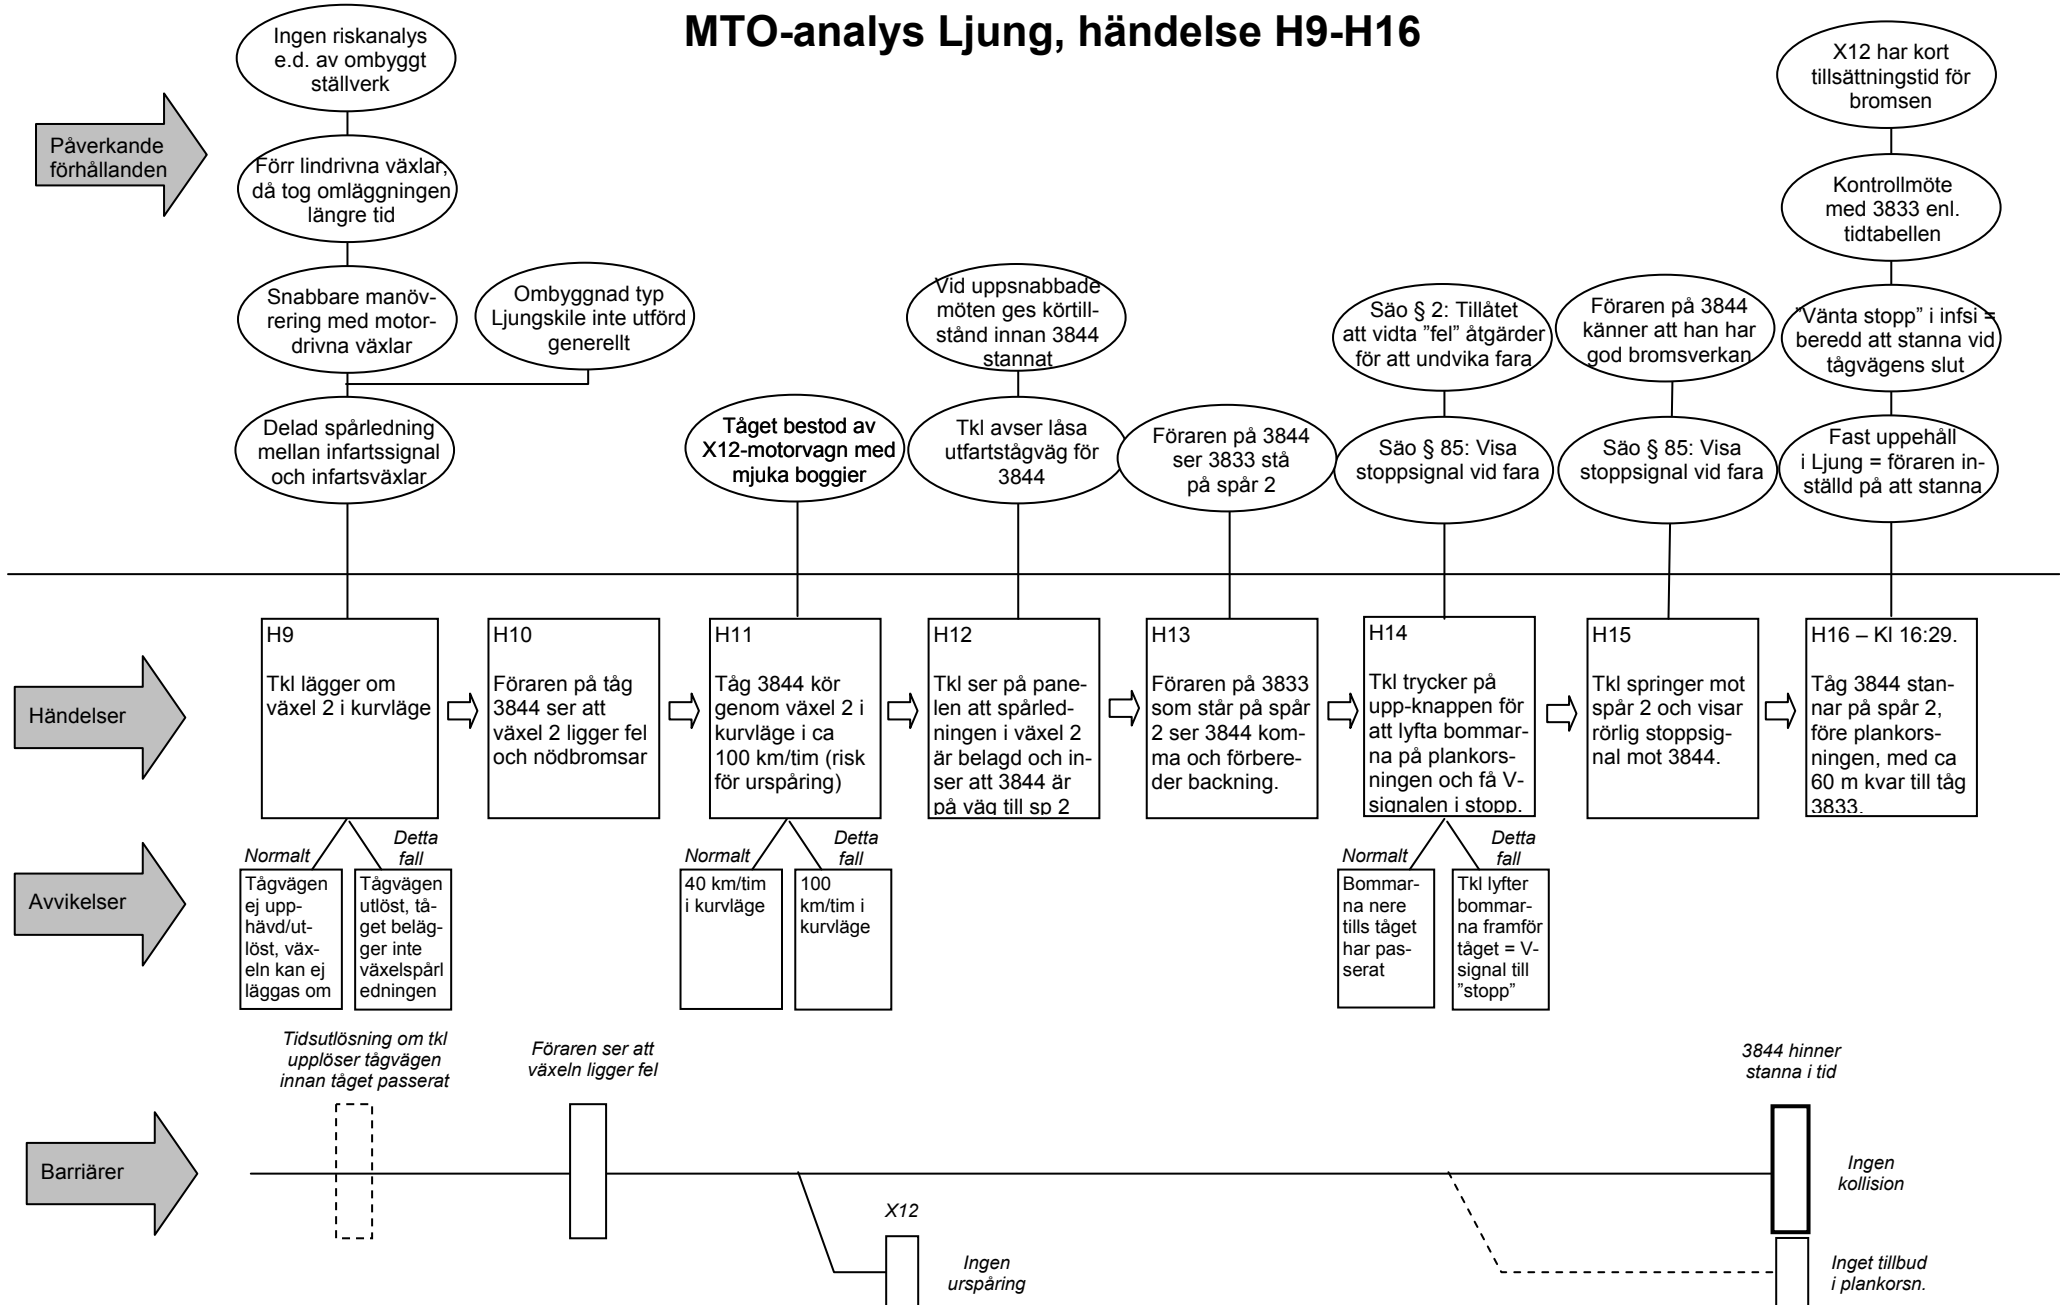 MTO-analys Ljung, händelse H9-H16
Påverkande
förhållanden
Ingen riskanalys
e.d. av ombyggt
ställverk
Förr lindrivna växlar,
då tog omläggningen
längre tid
Snabbare manöv-
rering med motor-
drivna växlar
Ombyggnad typ
Ljungskile inte utförd
generellt
Delad spårledning
mellan infartssignal
och infartsväxlar
Tåget bestod av
X12-motorvagn med
mjuka boggier
Vid uppsnabbade
möten ges körtill-
stånd innan 3844
stannat
Tkl avser låsa
utfartstågväg för
3844
Föraren på 3844
ser 3833 stå
på spår 2
Säo § 2: Tillåtet
att vidta ”fel” åtgärder
för att undvika fara
Säo § 85: Visa
stoppsignal vid fara
Föraren på 3844
känner att han har
god bromsverkan
Säo § 85: Visa
stoppsignal vid fara
X12 har kort
tillsättningstid för
bromsen
Kontrollmöte
med 3833 enl.
tidtabellen
”Vänta stopp” i infsi =
beredd att stanna vid
tågvägens slut
Fast uppehåll
i Ljung = föraren in-
ställd på att stanna
Händelser
H9
Tkl lägger om
växel 2 i kurvläge
H10
Föraren på tåg
3844 ser att
växel 2 ligger fel
och nödbromsar
H11
Tåg 3844 kör
genom växel 2 i
kurvläge i ca
100 km/tim (risk
för urspåring)
H12
Tkl ser på pane-
len att spårled-
ningen i växel 2
är belagd och in-
ser att 3844 är
på väg till sp 2
H13
Föraren på 3833
som står på spår
2 ser 3844 kom-
ma och förbere-
der backning.
H14
Tkl trycker på
upp-knappen för
att lyfta bommar-
na på plankors-
ningen och få V-
signalen i stopp.
H15
Tkl springer mot
spår 2 och visar
rörlig stoppsig-
nal mot 3844.
H16 – Kl 16:29.
Tåg 3844 stan-
nar på spår 2,
före plankors-
ningen, med ca
60 m kvar till tåg
3833.
Avvikelser
Normalt
Tågvägen
ej upp-
hävd/ut-
löst, väx-
eln kan ej
läggas om
Detta
fall
Tågvägen
utlöst, tå-
get beläg-
ger inte
växelspårl
edningen
Normalt
40 km/tim
i kurvläge
Detta
fall
100
km/tim i
kurvläge
Normalt
Bommar-
na nere
tills tåget
har pas-
serat
Detta
fall
Tkl lyfter
bommar-
na framför
tåget = V-
signal till
”stopp”
Barriärer
Tidsutlösning om tkl
upplöser tågvägen
innan tåget passerat
Föraren ser att
växeln ligger fel
X12
Ingen
urspåring
3844 hinner
stanna i tid
Ingen
kollision
Inget tillbud
i plankorsn.